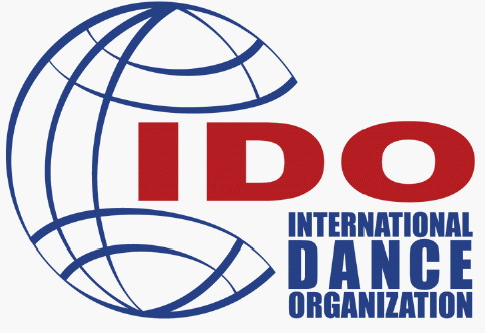 IDO
INTERNATIONAL
DANCE
ORGANIZATION